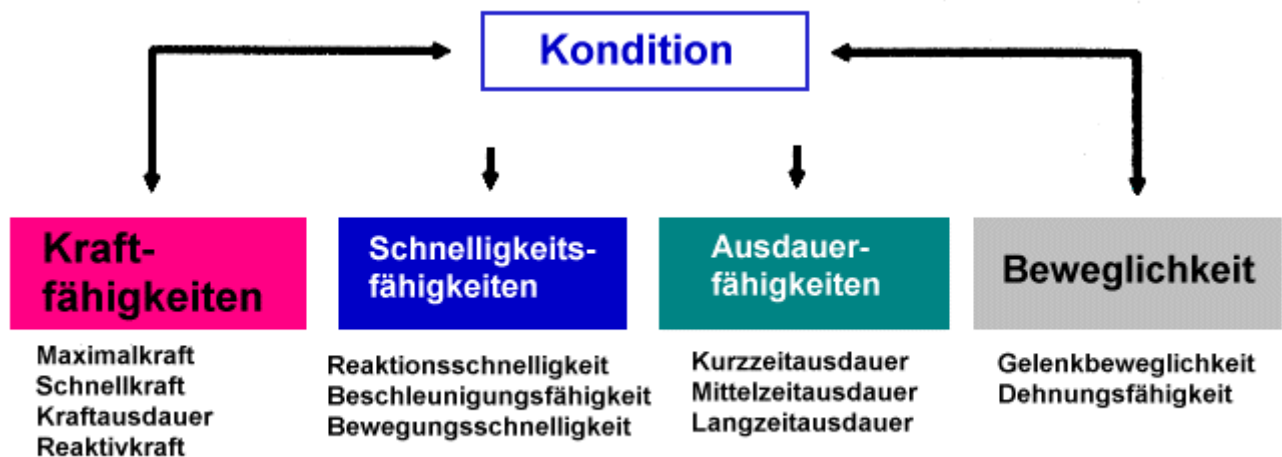 Kondition
Kraft-
fähigkeiten
Maximalkraft
Schnellkraft
Kraftausdauer
Reaktivkraft
Schnelligkeits-
fähigkeiten
Reaktionsschnelligkeit
Beschleunigungsfähigkeit
Bewegungsschnelligkeit
Ausdauer-
fähigkeiten
Kurzzeitausdauer
Mittelzeitausdauer
Langzeitausdauer
Beweglichkeit
Gelenkbeweglichkeit
Dehnungsfähigkeit